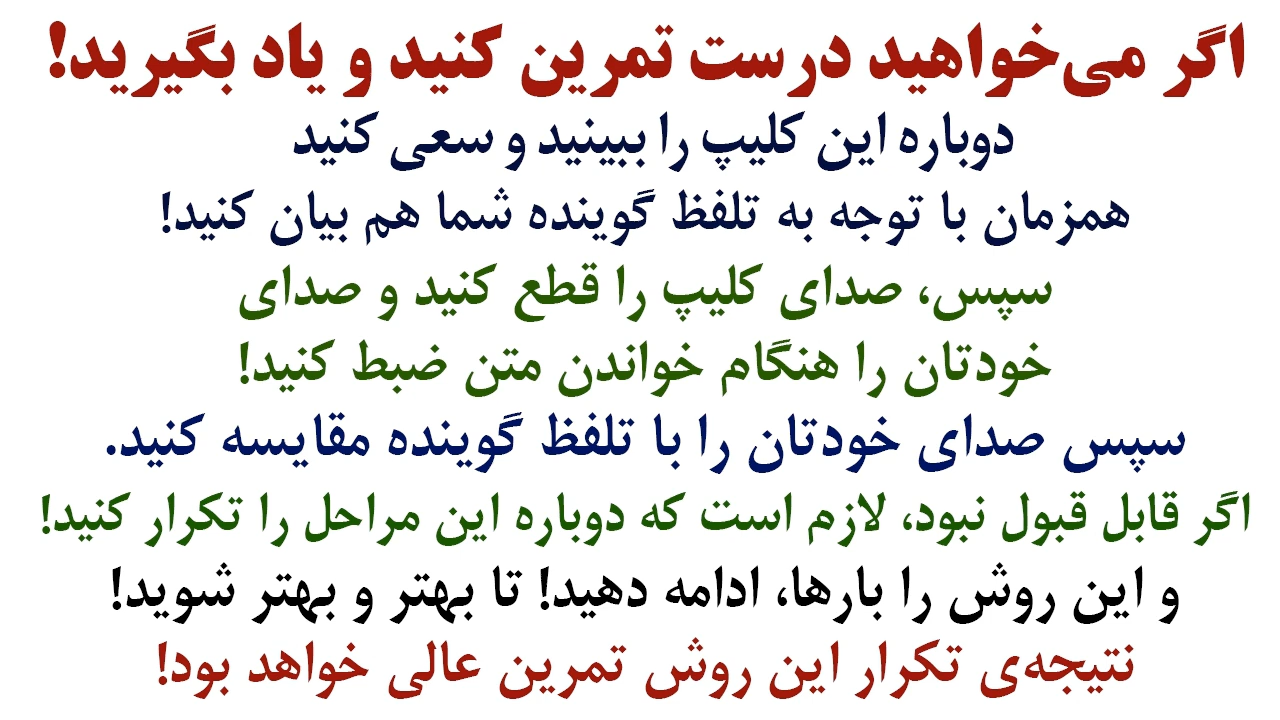 اگر می‌خواهید درست تمرین کنید و یاد بگیرید!
دوباره این کلیپ را ببینید و سعی کنید
همزمان با توجه به تلفظ گوینده شما هم بیان کنید!
سپس، صدای کلیپ را قطع کنید و صدای
خودتان را هنگام خواندن متن ضبط کنید!
سپس صدای خودتان را با تلفظ گوینده مقایسه کنید.
اگر قابل قبول نبود، لازم است که دوباره این مراحل را تکرار کنید!
و این روش را بارها، ادامه دهید! تا بهتر و بهتر شوید!
نتیجه‌ی تکرار این روش تمرین عالی خواهد بود!